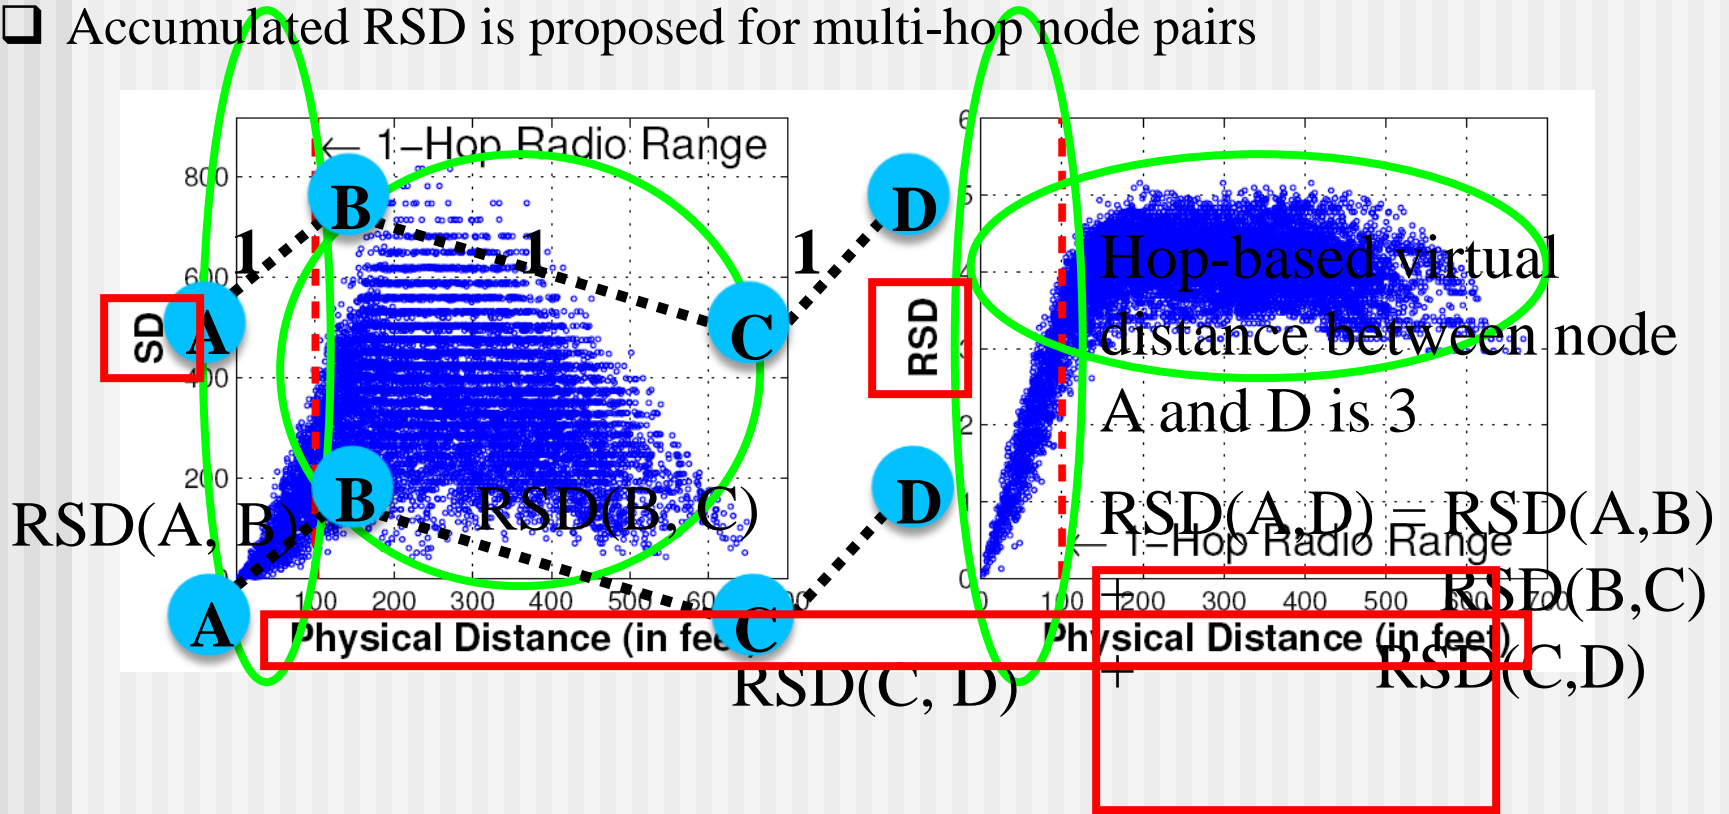 ❑ Accumulated RSD is proposed for multi-hop node pairs
← 1-Hop Radio Range
800
600
400
200
0
SD
100 200 300 400 500 600 700
Physical Distance (in feet)
A
B
C
D
1
1
1
A
B
C
D
RSD(A, B)
RSD(B, C)
RSD(C, D)
6
5
4
3
2
1
0
RSD
← 1-Hop Radio Range
0 100 200 300 400 500 600 700
Physical Distance (in feet)
Hop-based virtual
distance between node
A and D is 3
RSD(A,D) = RSD(A,B)
+ RSD(B,C)
+ RSD(C,D)